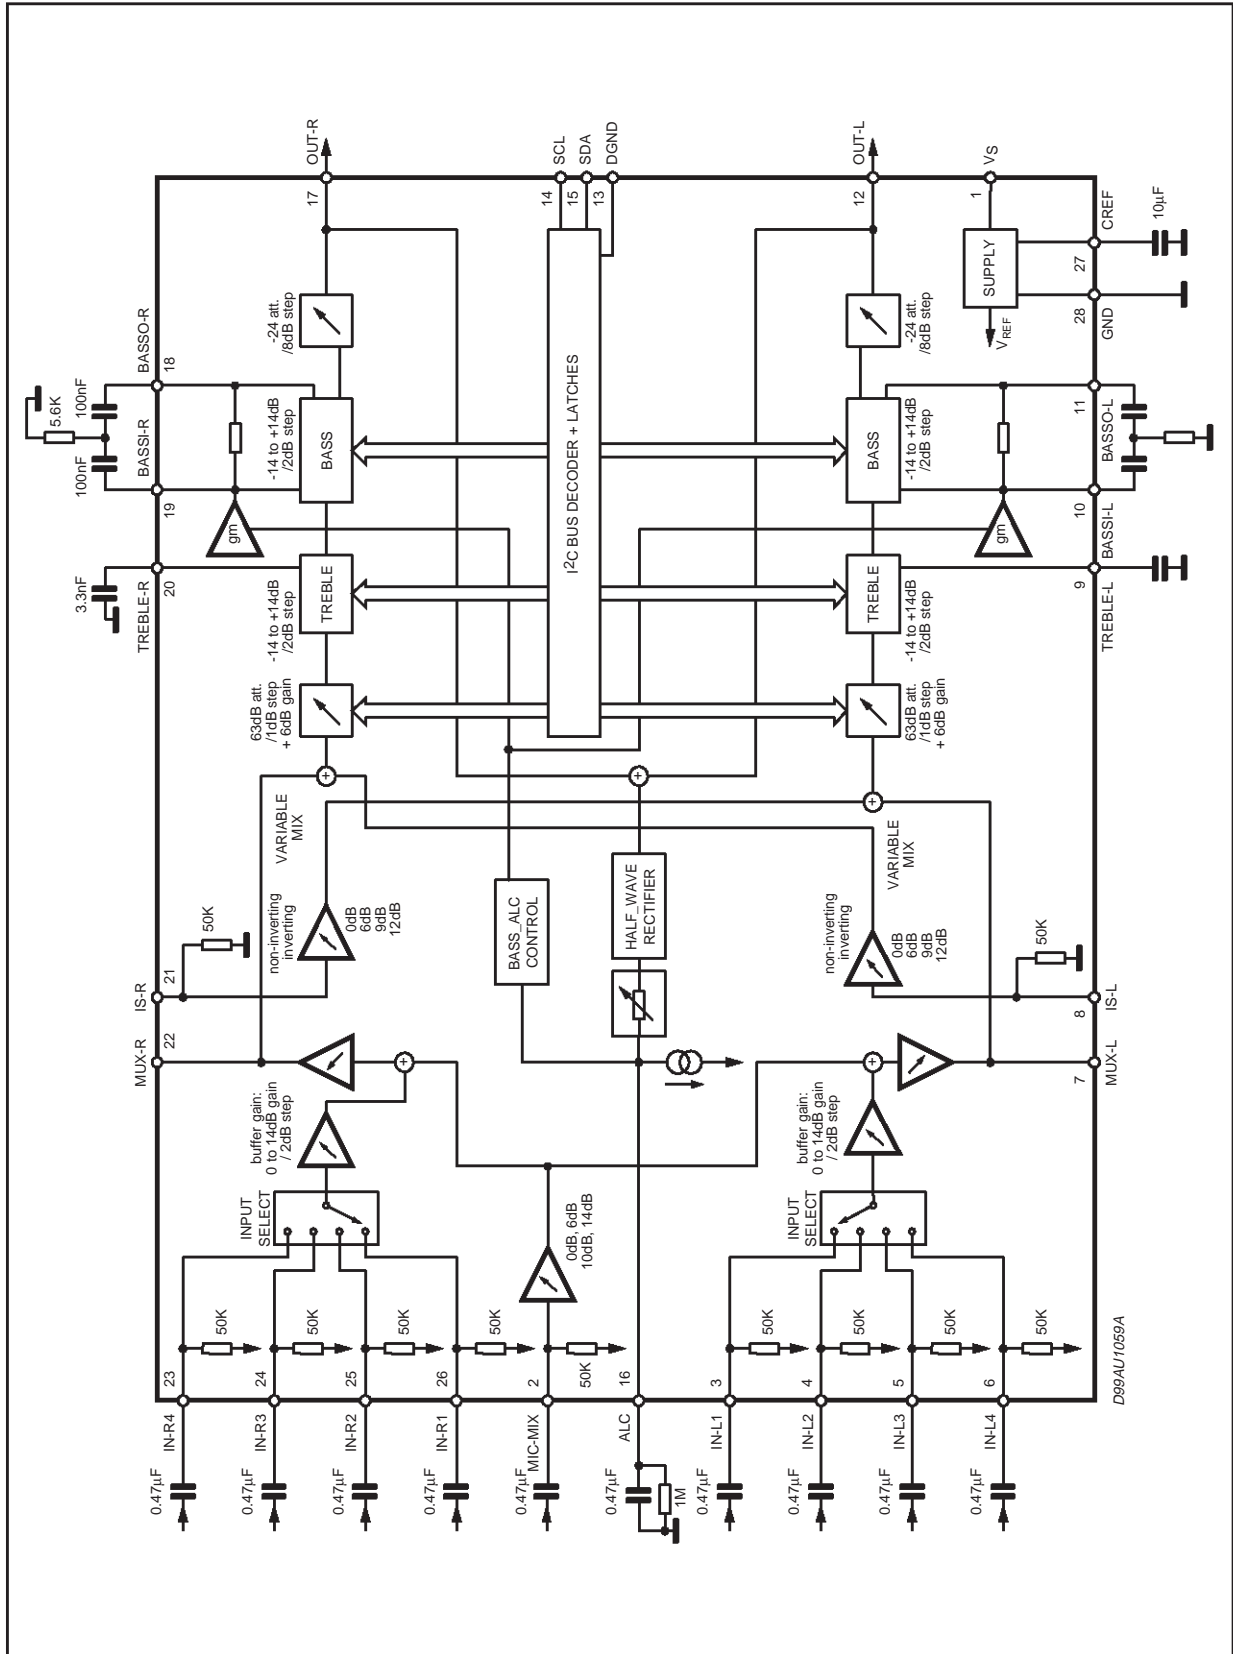 0.47µF
IN-R4
23
50K
0.47µF
IN-R3
24
50K
0.47µF
IN-R2
25
50K
0.47µF
IN-R1
26
50K
0.47µF
MIC-MIX
2
50K
0.47µF
1M
ALC
16
0.47µF
IN-L1
3
50K
0.47µF
IN-L2
4
50K
0.47µF
IN-L3
5
50K
0.47µF
IN-L4
6
50K
INPUT
SELECT
buffer gain:
0 to 14dB gain
/ 2dB step
0dB, 6dB
10dB, 14dB
INPUT
SELECT
buffer gain:
0 to 14dB gain
/ 2dB step
MUX-R
22
IS-R
21
50K
non-inverting
inverting
0dB
6dB
9dB
12dB
VARIABLE
MIX
BASS_ALC
CONTROL
HALF_WAVE
RECTIFIER
non-inverting
inverting
0dB
6dB
9dB
12dB
VARIABLE
MIX
50K
7
MUX-L
8
IS-L
+
+
+
+
+
63dB att.
/1dB step
+ 6dB gain
TREBLE-R
20
3.3nF
-14 to +14dB
/2dB step
TREBLE
gm
100nF
5.6K
100nF
BASSI-R
19
BASSO-R
18
-14 to +14dB
/2dB step
BASS
-24 att.
/8dB step
17
OUT-R
I2C BUS DECODER + LATCHES
14
SCL
15
SDA
13
DGND
63dB att.
/1dB step
+ 6dB gain
-14 to +14dB
/2dB step
TREBLE
9
TREBLE-L
gm
-14 to +14dB
/2dB step
BASS
10
BASSI-L
11
BASSO-L
-24 att.
/8dB step
12
OUT-L
SUPPLY
VREF
1
VS
28
GND
27
CREF
10µF
D99AU1059A